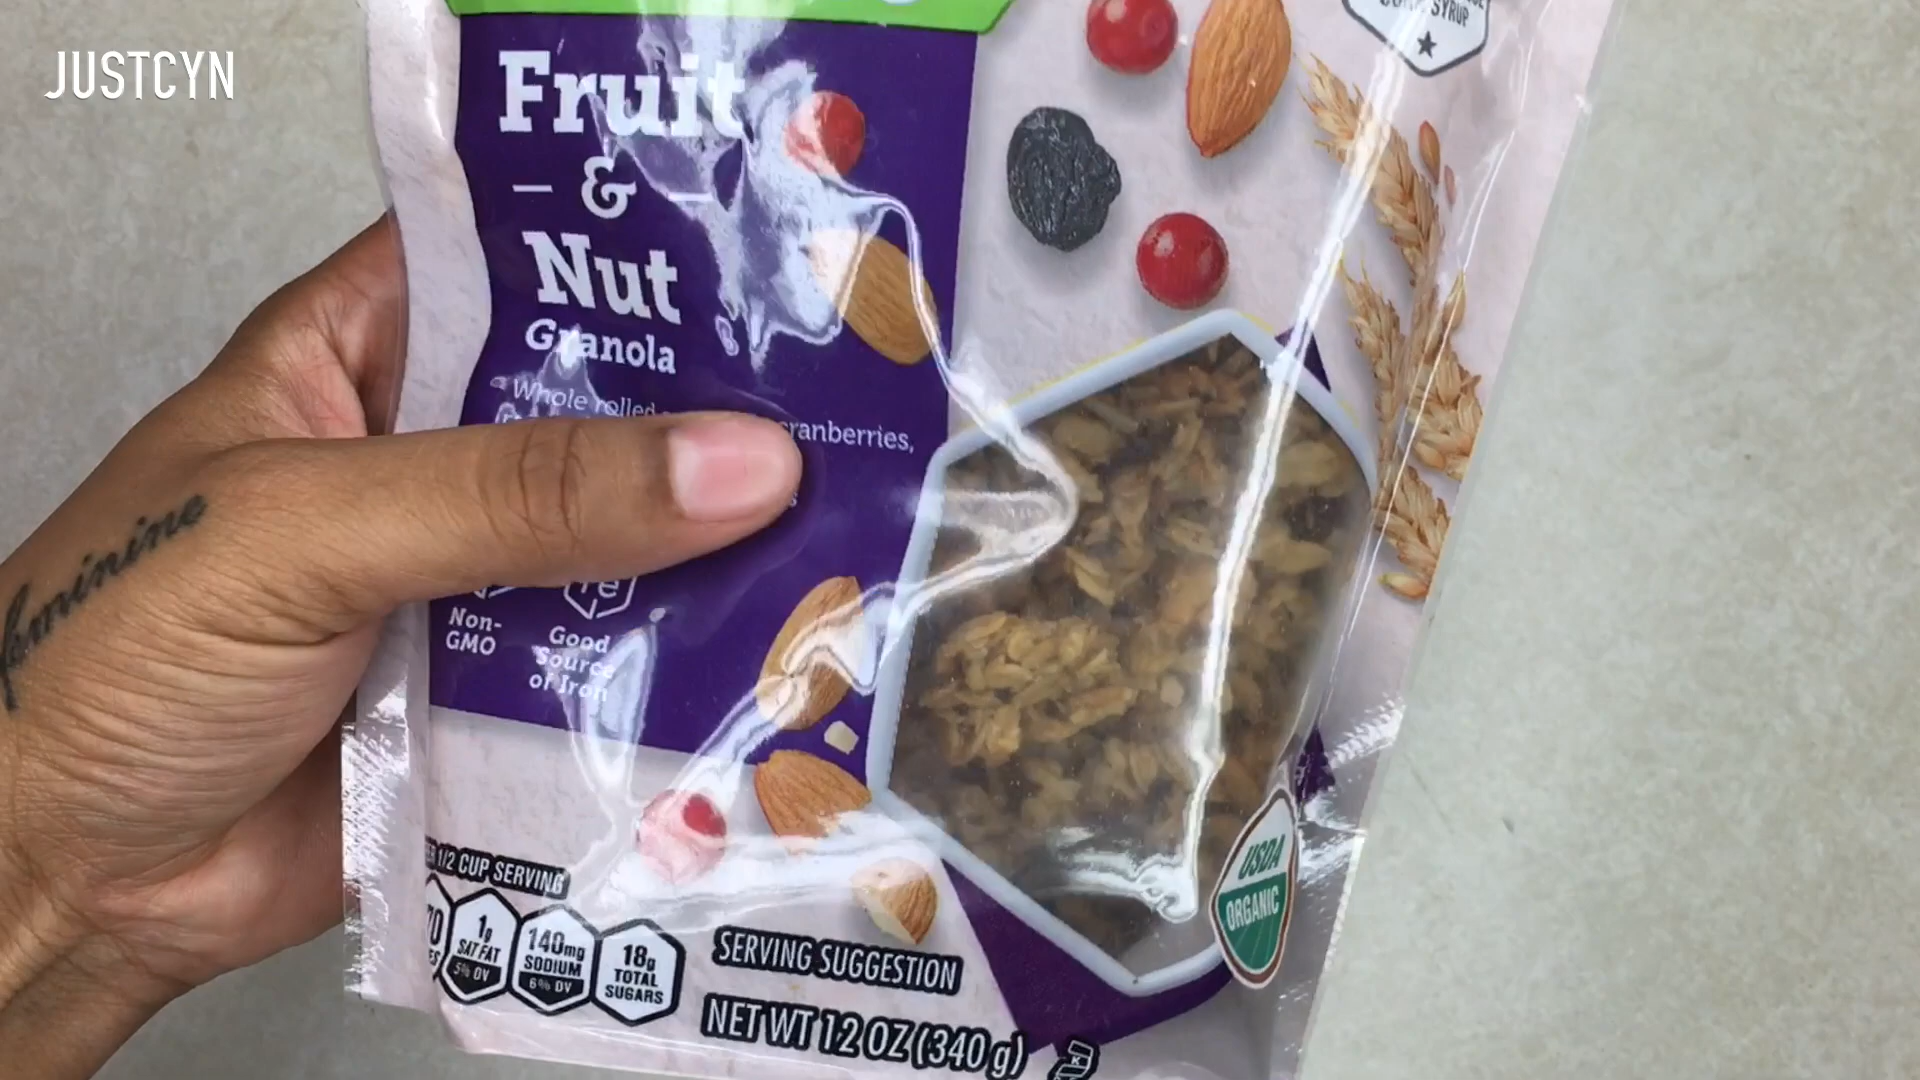 JUSTCYN
SYRUP
Fruit
&
Nut
Granola
Whole rolled
cranberries,
Non-
GMO
Good
Source
of Iron
1/2 CUP SERVING
1g
SAT FAT
5% DV
140mg
SODIUM
6% DV
18g
TOTAL
SUGARS
SERVING SUGGESTION
NET WT 12 OZ (340 g)
USDA
ORGANIC
K
feminine